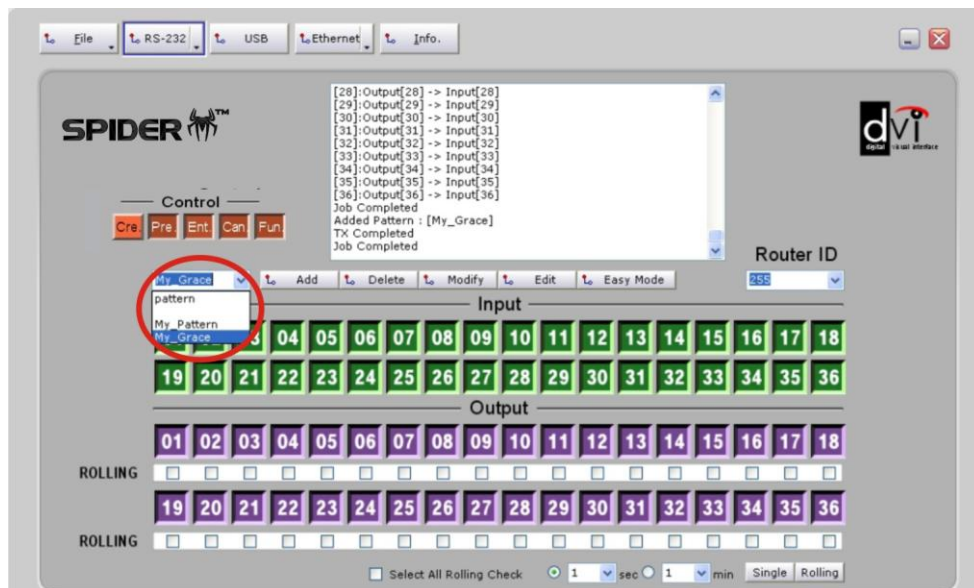 File RS-232 USB Ethernet Info.
SPIDER™
[28]:Output[28] -> Input[28]
[29]:Output[29] -> Input[29]
[30]:Output[30] -> Input[30]
[31]:Output[31] -> Input[31]
[32]:Output[32] -> Input[32]
[33]:Output[33] -> Input[33]
[34]:Output[34] -> Input[34]
[35]:Output[35] -> Input[35]
[36]:Output[36] -> Input[36]
Job Completed
Added Pattern : [My_Grace]
TX Completed
Job Completed
dvi
digital visual interface
Control
Cre. Pre. Ent. Can. Fun.
Router ID
My_Grace Add Delete Modify Edit Easy Mode 255
pattern
My_Pattern
My_Grace
Input
04 05 06 07 08 09 10 11 12 13 14 15 16 17 18
19 20 21 22 23 24 25 26 27 28 29 30 31 32 33 34 35 36
Output
01 02 03 04 05 06 07 08 09 10 11 12 13 14 15 16 17 18
ROLLING
19 20 21 22 23 24 25 26 27 28 29 30 31 32 33 34 35 36
ROLLING
Select All Rolling Check 1 sec 1 min Single Rolling